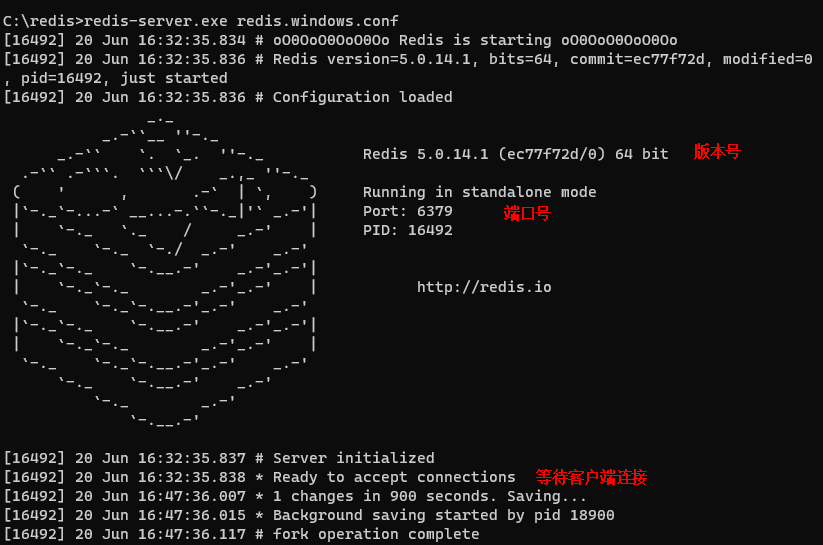 C:\redis>redis-server.exe redis.windows.conf
[16492] 20 Jun 16:32:35.834 # oO0OoO0OoO0Oo Redis is starting oO0OoO0OoO0Oo
[16492] 20 Jun 16:32:35.836 # Redis version=5.0.14.1, bits=64, commit=ec77f72d, modified=0
, pid=16492, just started
[16492] 20 Jun 16:32:35.836 # Configuration loaded
Redis 5.0.14.1 (ec77f72d/0) 64 bit 版本号
Running in standalone mode
Port: 6379 端口号
PID: 16492
http://redis.io
[16492] 20 Jun 16:32:35.837 # Server initialized
[16492] 20 Jun 16:32:35.838 * Ready to accept connections 等待客户端连接
[16492] 20 Jun 16:47:36.007 * 1 changes in 900 seconds. Saving...
[16492] 20 Jun 16:47:36.015 * Background saving started by pid 18900
[16492] 20 Jun 16:47:36.117 # fork operation complete